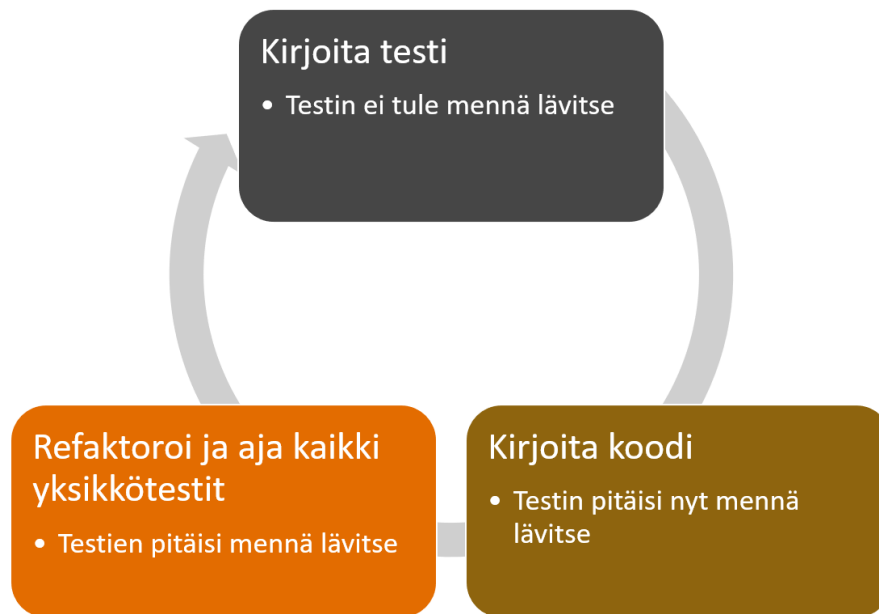 Kirjoita testi
• Testin ei tule mennä lävitse
Refaktoroi ja aja kaikki
yksikkötestit
• Testien pitäisi mennä lävitse
Kirjoita koodi
• Testin pitäisi nyt mennä
lävitse